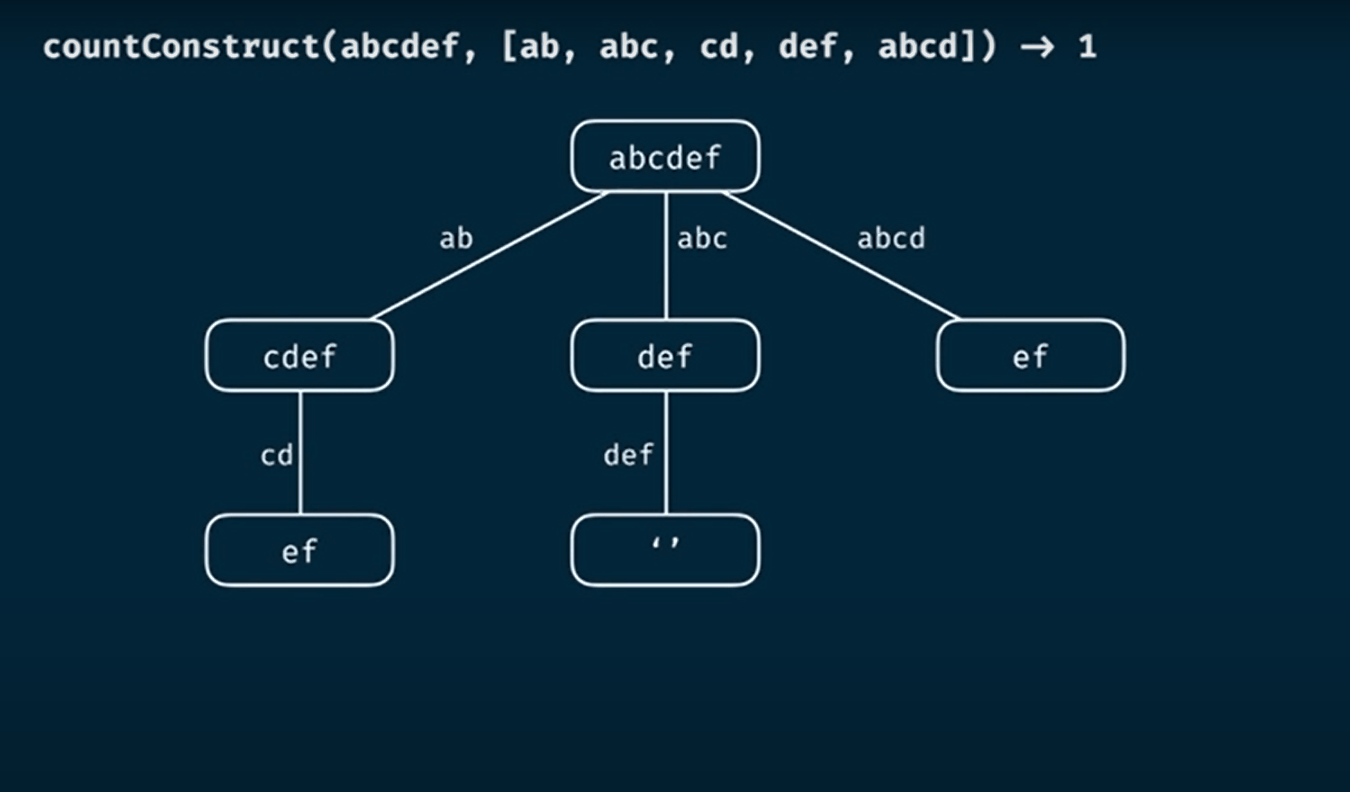 countConstruct(abcdef, [ab, abc, cd, def, abcd]) → 1
abcdef
ab
abc
abcd
cdef
def
ef
cd
def
ef
‘’